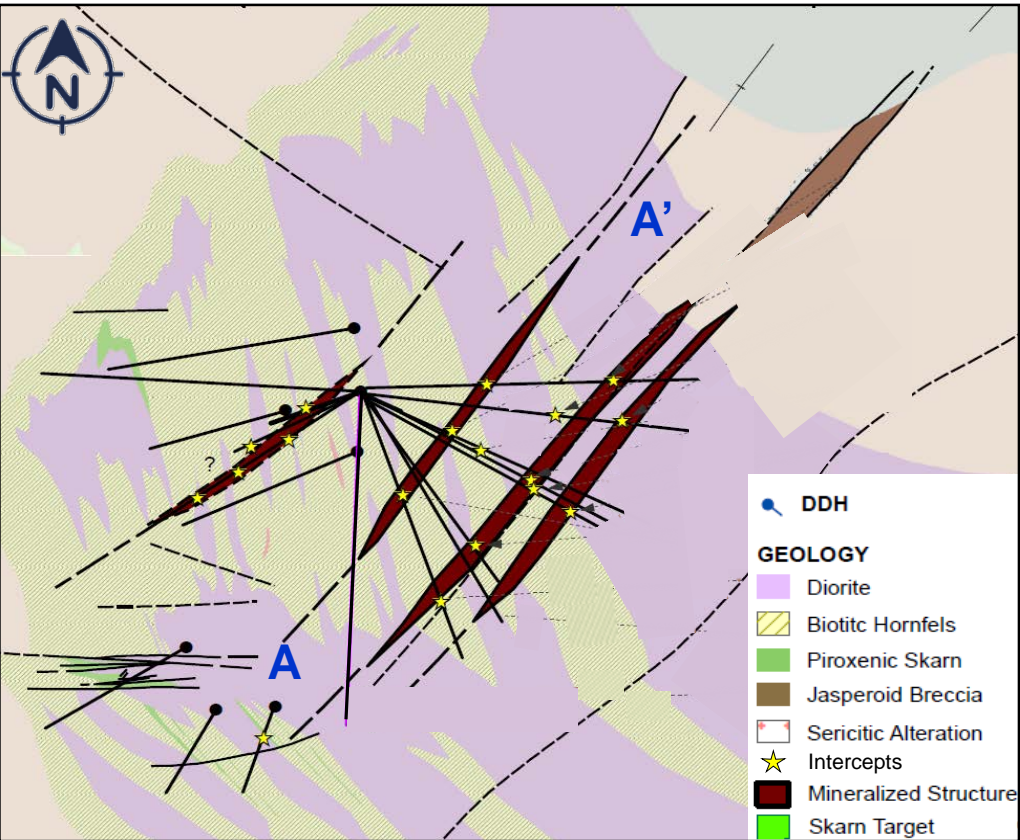 N
A'
?
A
DDH
GEOLOGY
Diorite
Biotitc Hornfels
Piroxenic Skarn
Jasperoid Breccia
Sericitic Alteration
Intercepts
Mineralized Structure
Skarn Target